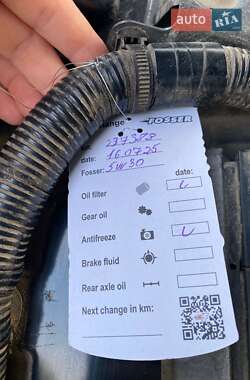 auto RIA
hange FOSSER
date: 16.07.25
Fosser: 5W30
date:
Oil filter
Gear oil
Antifreeze
Brake fluid
Rear axle oil
Next change in km: